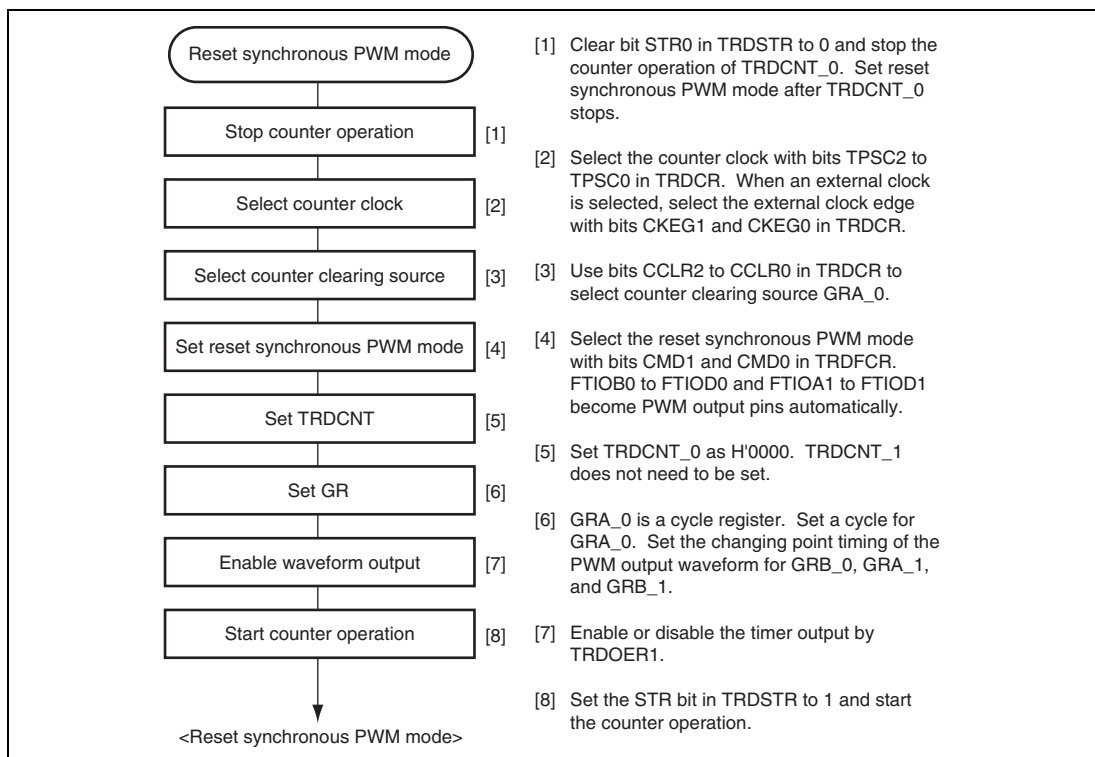 Reset synchronous PWM mode
Stop counter operation [1]
Select counter clock [2]
Select counter clearing source [3]
Set reset synchronous PWM mode [4]
Set TRDCNT [5]
Set GR [6]
Enable waveform output [7]
Start counter operation [8]
<Reset synchronous PWM mode>
[1] Clear bit STR0 in TRDSTR to 0 and stop the
counter operation of TRDCNT_0. Set reset
synchronous PWM mode after TRDCNT_0
stops.
[2] Select the counter clock with bits TPSC2 to
TPSC0 in TRDCR. When an external clock
is selected, select the external clock edge
with bits CKEG1 and CKEG0 in TRDCR.
[3] Use bits CCLR2 to CCLR0 in TRDCR to
select counter clearing source GRA_0.
[4] Select the reset synchronous PWM mode
with bits CMD1 and CMD0 in TRDFCR.
FTIOB0 to FTIOD0 and FTIOA1 to FTIOD1
become PWM output pins automatically.
[5] Set TRDCNT_0 as H'0000. TRDCNT_1
does not need to be set.
[6] GRA_0 is a cycle register. Set a cycle for
GRA_0. Set the changing point timing of the
PWM output waveform for GRB_0, GRA_1,
and GRB_1.
[7] Enable or disable the timer output by
TRDOER1.
[8] Set the STR bit in TRDSTR to 1 and start
the counter operation.